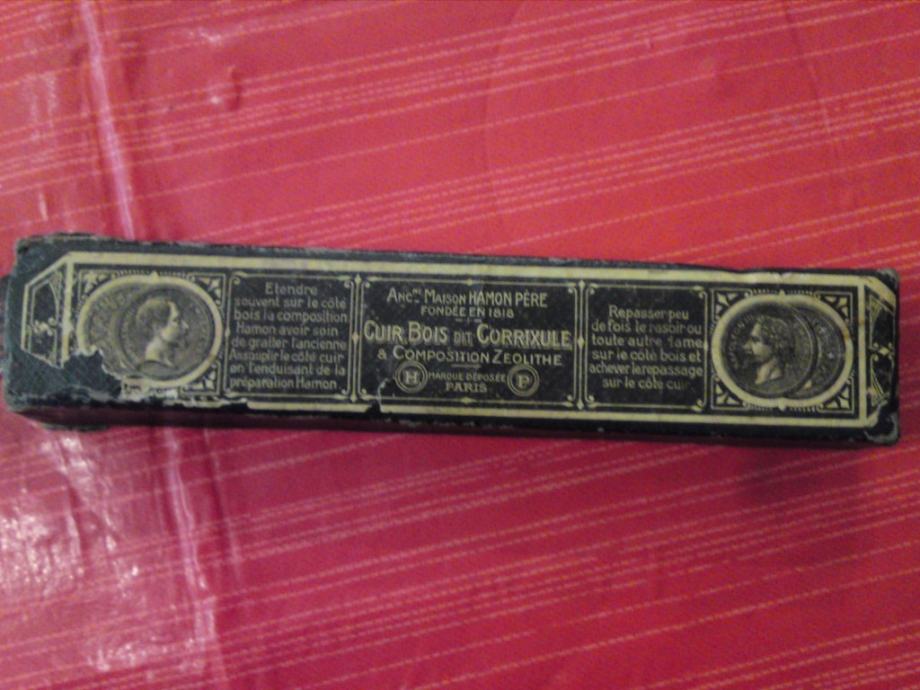 Etendre
souvent sur le côté
bois la composition
Hamon avoir soin
de gratter l'ancienne
Assouplir le côté cuir
en l'enduisant de la
préparation Hamon.
ANCNE MAISON HAMON PÈRE
FONDÉE EN 1818
CUIR BOIS DIT CORRIXULE
& COMPOSITION ZEOLITHE
H MARQUE DÉPOSÉE P
PARIS
Repasser peu
de fois le rasoir ou
toute autre lame
sur le coté bois et
achever le repassage
sur le côté cuir